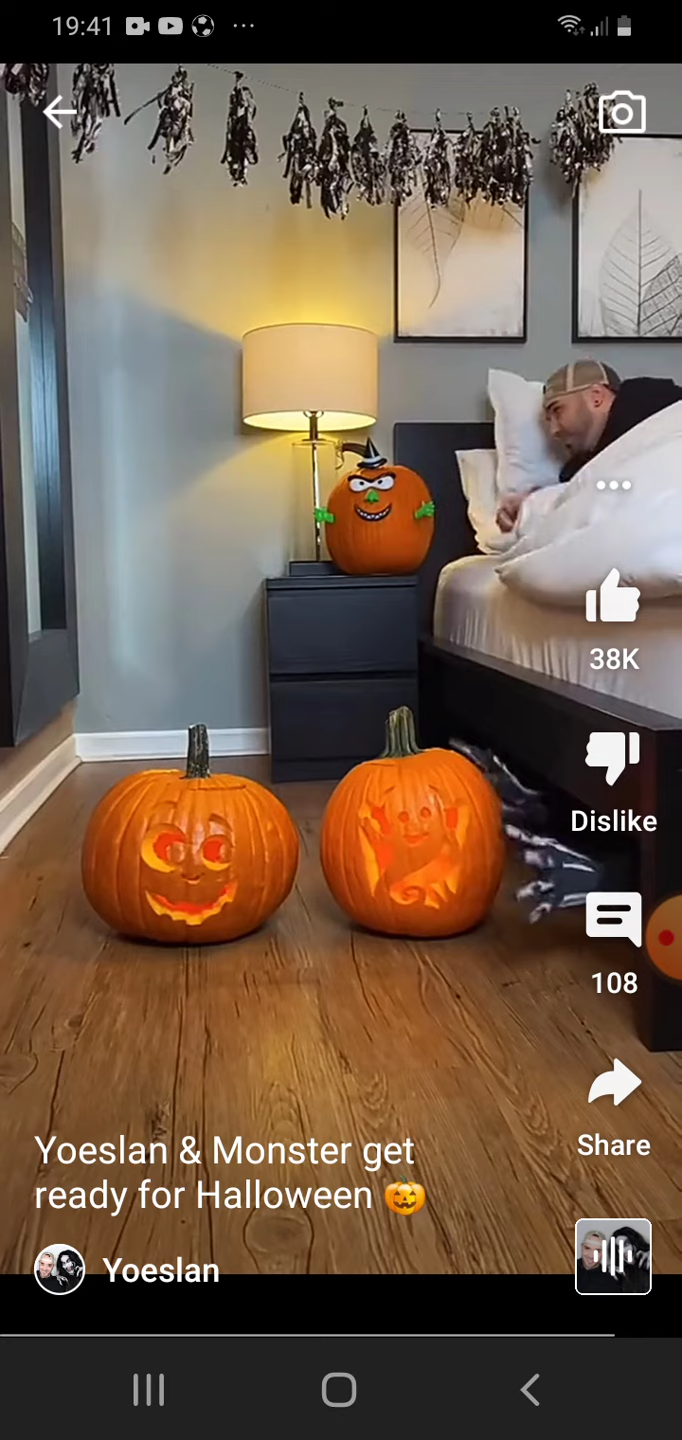 19:41
38K
Dislike
108
Share
Yoeslan & Monster get
ready for Halloween 🎃
Yoeslan